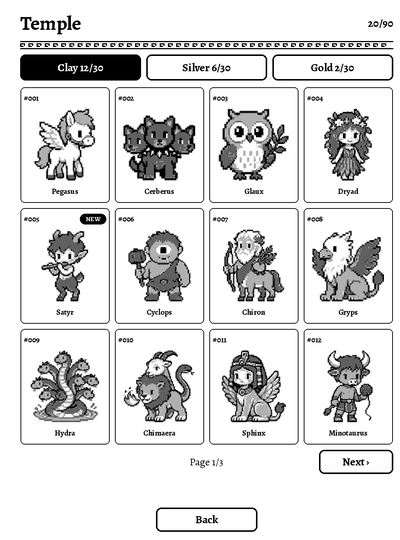 Temple
20/90
Clay 12/30
Silver 6/30
Gold 2/30
#001
#002
#003
#004
Pegasus
Cerberus
Glaux
Dryad
#005
NEW
#006
#007
#008
Satyr
Cyclops
Chiron
Gryps
#009
#010
#011
#012
Hydra
Chimaera
Sphinx
Minotaurus
Page 1/3
Next ›
Back